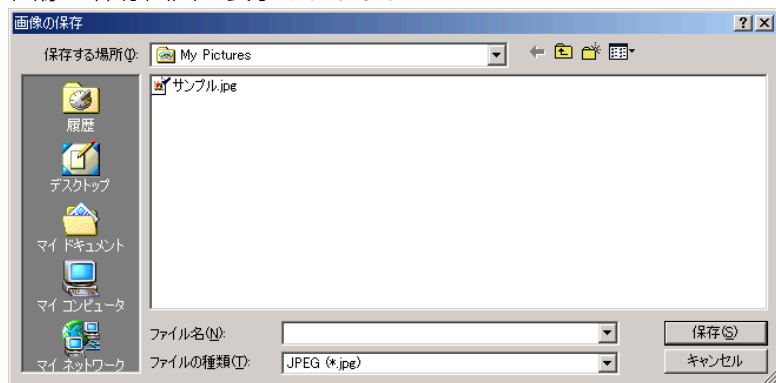 画像の保存
保存する場所(I):
My Pictures
サンプル.jpg
履歴
デスクトップ
マイ ドキュメント
マイ コンピュータ
マイ ネットワーク
ファイル名(N):
保存(S)
ファイルの種類(T):
JPEG (*.jpg)
キャンセル